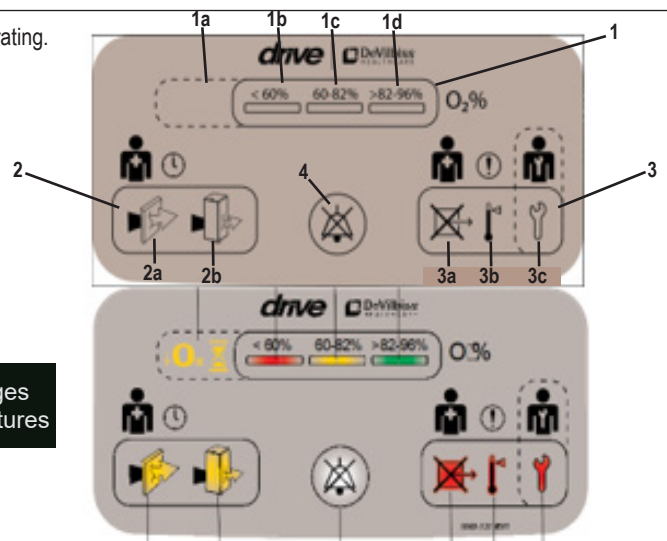 rating.
1a 1b 1c 1d 1
drive DeVilbiss
HEALTHCARE
< 60% 60-82% >82-96% O₂%
2 4 3
2a 2b 3a 3b 3c
drive DeVilbiss
O
< 60% 60-82% >82-96% %
ges
tures